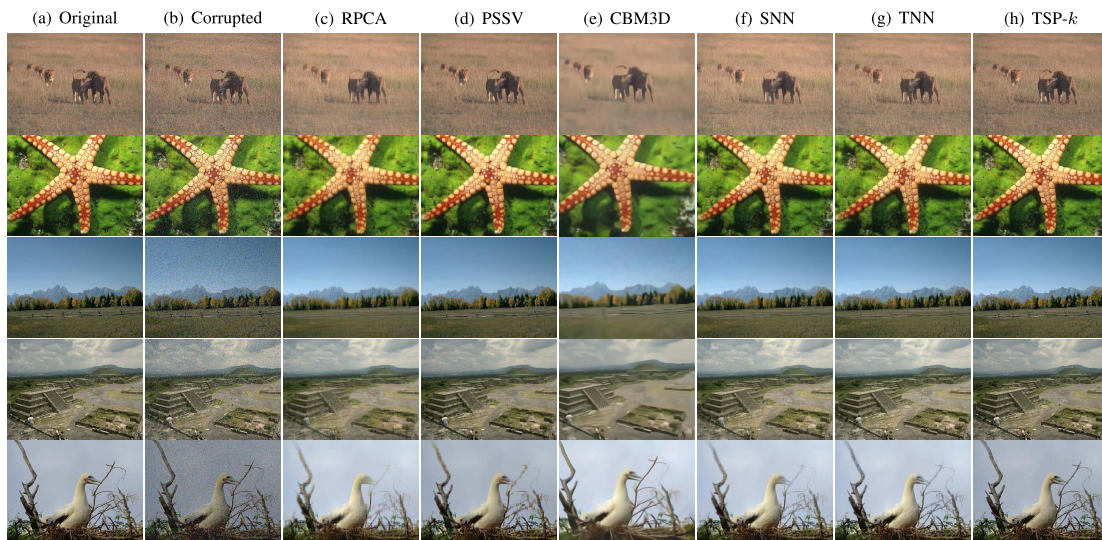 (a) Original (b) Corrupted (c) RPCA (d) PSSV (e) CBM3D (f) SNN (g) TNN (h) TSP-k